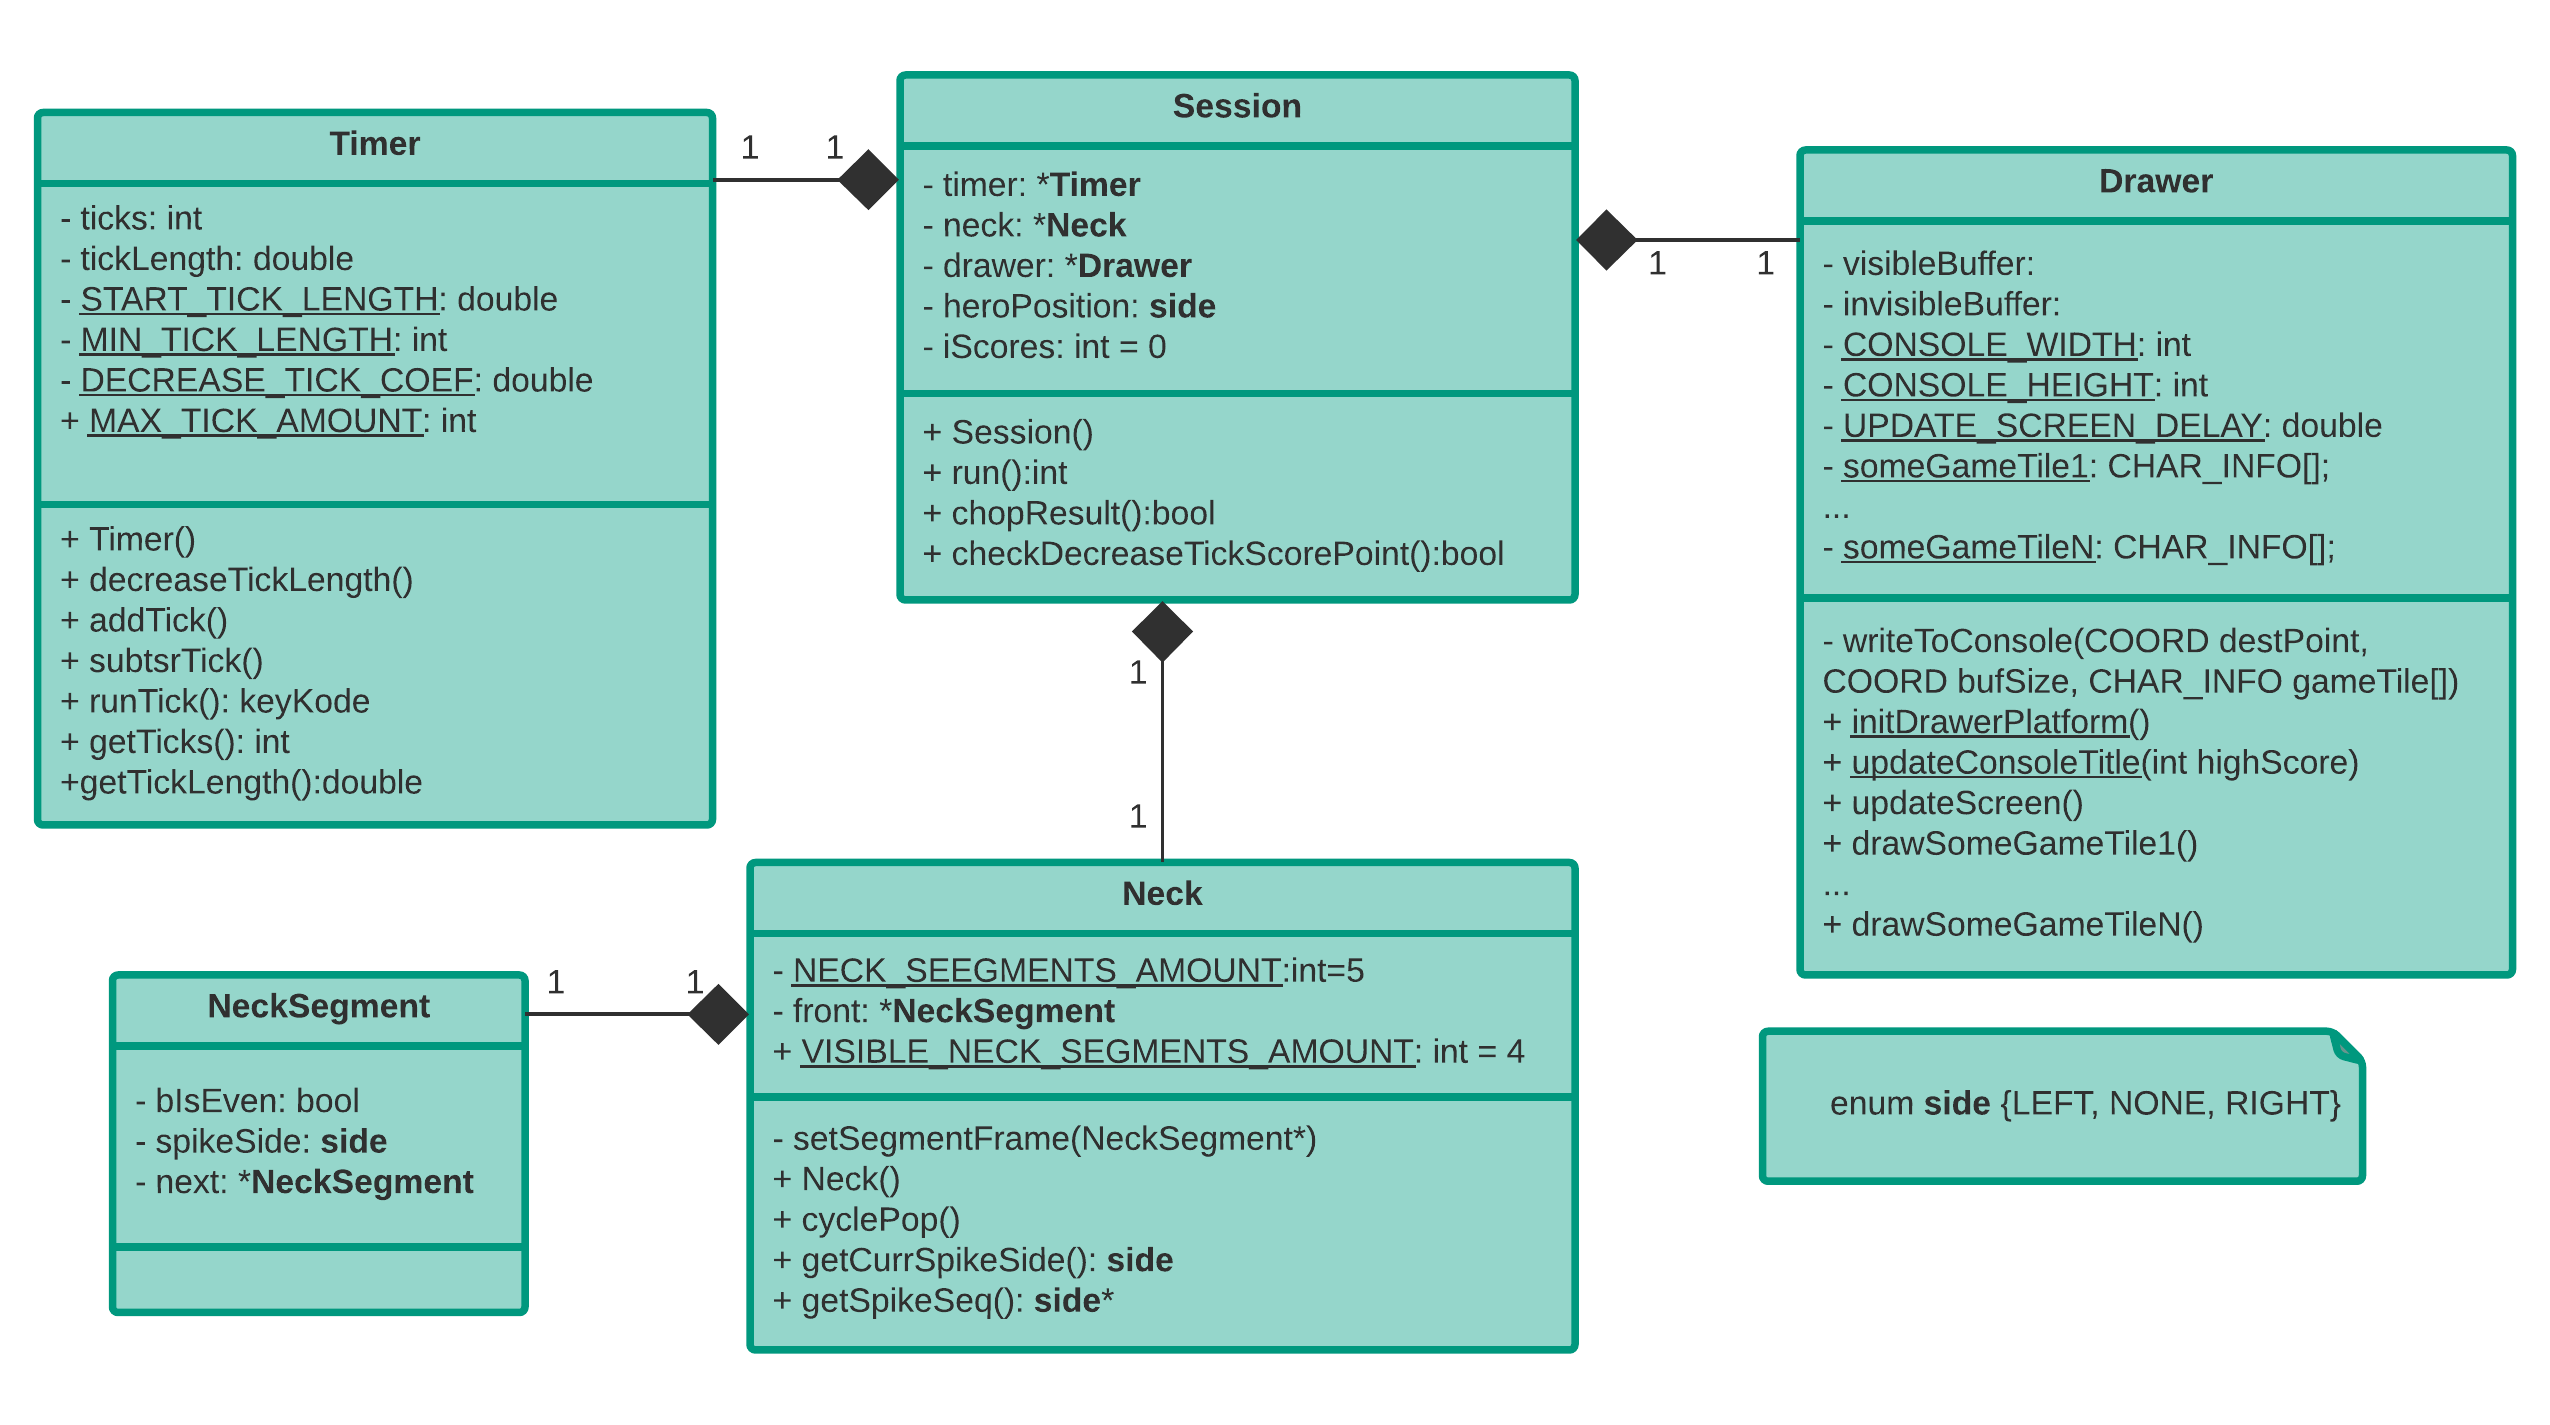 Timer
- ticks: int
- tickLength: double
- START_TICK_LENGTH: double
- MIN_TICK_LENGTH: int
- DECREASE_TICK_COEF: double
+ MAX_TICK_AMOUNT: int
+ Timer()
+ decreaseTickLength()
+ addTick()
+ subtsrTick()
+ runTick(): keyKode
+ getTicks(): int
+getTickLength():double
1
1
Session
- timer: *Timer
- neck: *Neck
- drawer: *Drawer
- heroPosition: side
- iScores: int = 0
+ Session()
+ run():int
+ chopResult():bool
+ checkDecreaseTickScorePoint():bool
1
1
Drawer
- visibleBuffer:
- invisibleBuffer:
- CONSOLE_WIDTH: int
- CONSOLE_HEIGHT: int
- UPDATE_SCREEN_DELAY: double
- someGameTile1: CHAR_INFO[];
...
- someGameTileN: CHAR_INFO[];
- writeToConsole(COORD destPoint,
COORD bufSize, CHAR_INFO gameTile[])
+ initDrawerPlatform()
+ updateConsoleTitle(int highScore)
+ updateScreen()
+ drawSomeGameTile1()
...
+ drawSomeGameTileN()
1
1
NeckSegment
- bIsEven: bool
- spikeSide: side
- next: *NeckSegment
1
1
Neck
- NECK_SEEGMENTS_AMOUNT:int=5
- front: *NeckSegment
+ VISIBLE_NECK_SEGMENTS_AMOUNT: int = 4
- setSegmentFrame(NeckSegment*)
+ Neck()
+ cyclePop()
+ getCurrSpikeSide(): side
+ getSpikeSeq(): side*
enum side {LEFT, NONE, RIGHT}